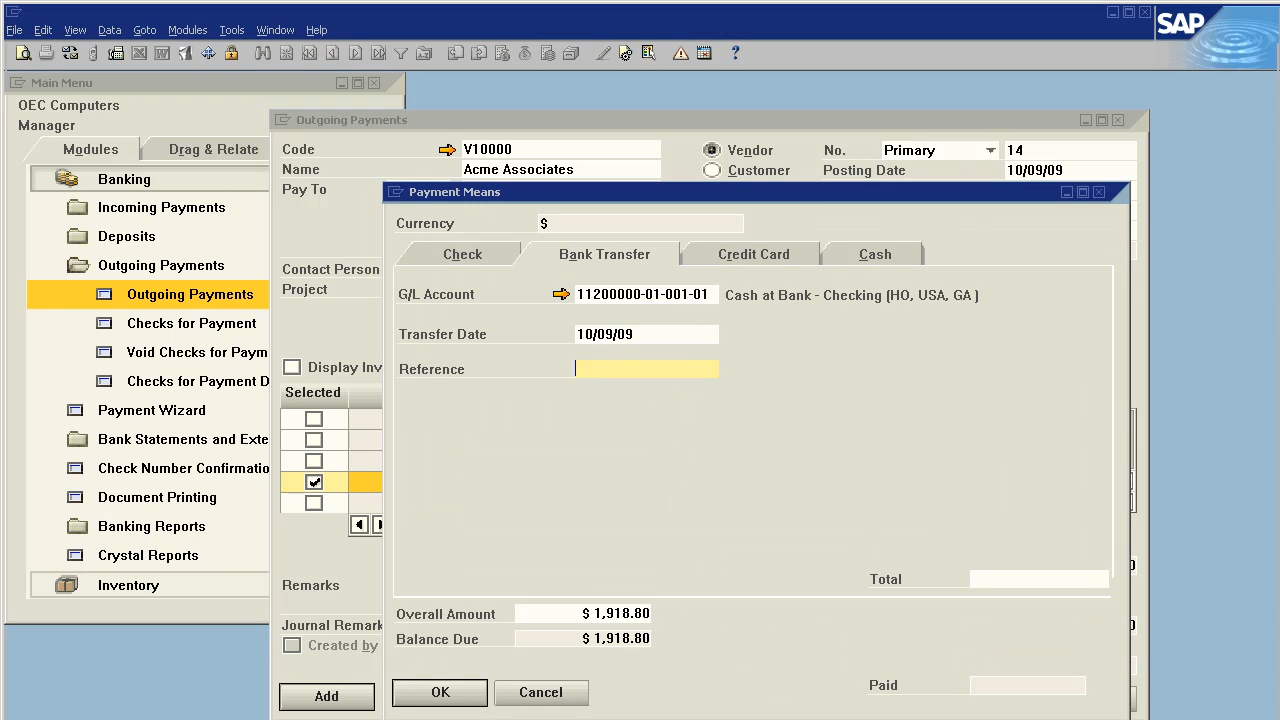 SAP
File Edit View Data Goto Modules Tools Window Help
Main Menu
OEC Computers
Manager
Modules Drag & Relate
Banking
Incoming Payments
Deposits
Outgoing Payments
Outgoing Payments
Checks for Payment
Void Checks for Paym
Checks for Payment D
Payment Wizard
Bank Statements and Exte
Check Number Confirmatio
Document Printing
Banking Reports
Crystal Reports
Inventory
Outgoing Payments
Code V10000 Vendor No. Primary 14
Name Acme Associates Customer Posting Date 10/09/09
Pay To
Contact Person
Project
Display Inv
Selected
Remarks
Journal Remark
Created by
Add
Payment Means
Currency $
Check Bank Transfer Credit Card Cash
G/L Account 11200000-01-001-01 Cash at Bank - Checking (HO, USA, GA )
Transfer Date 10/09/09
Reference
Total
Overall Amount $ 1,918.80
Balance Due $ 1,918.80
Paid
OK Cancel